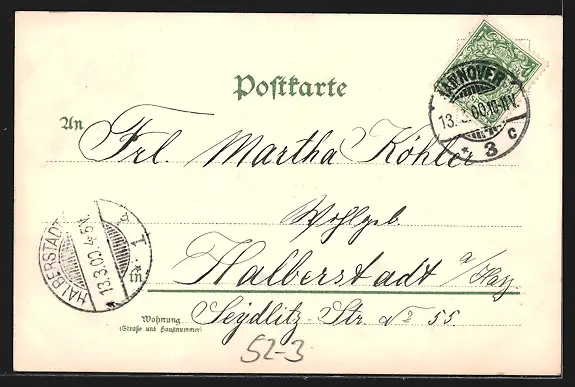 HANNOVER
13.3.00.10-11V.
* 3 c
Postkarte
An Frl. Martha Köhler
Wohlgeb.
in Halberstadt a/Harz.
Wohnung Seydlitz-Str. No 55.
(Straße und Hausnummer)
HALBERSTADT
13.3.00.4-5N.
* 1
52-3